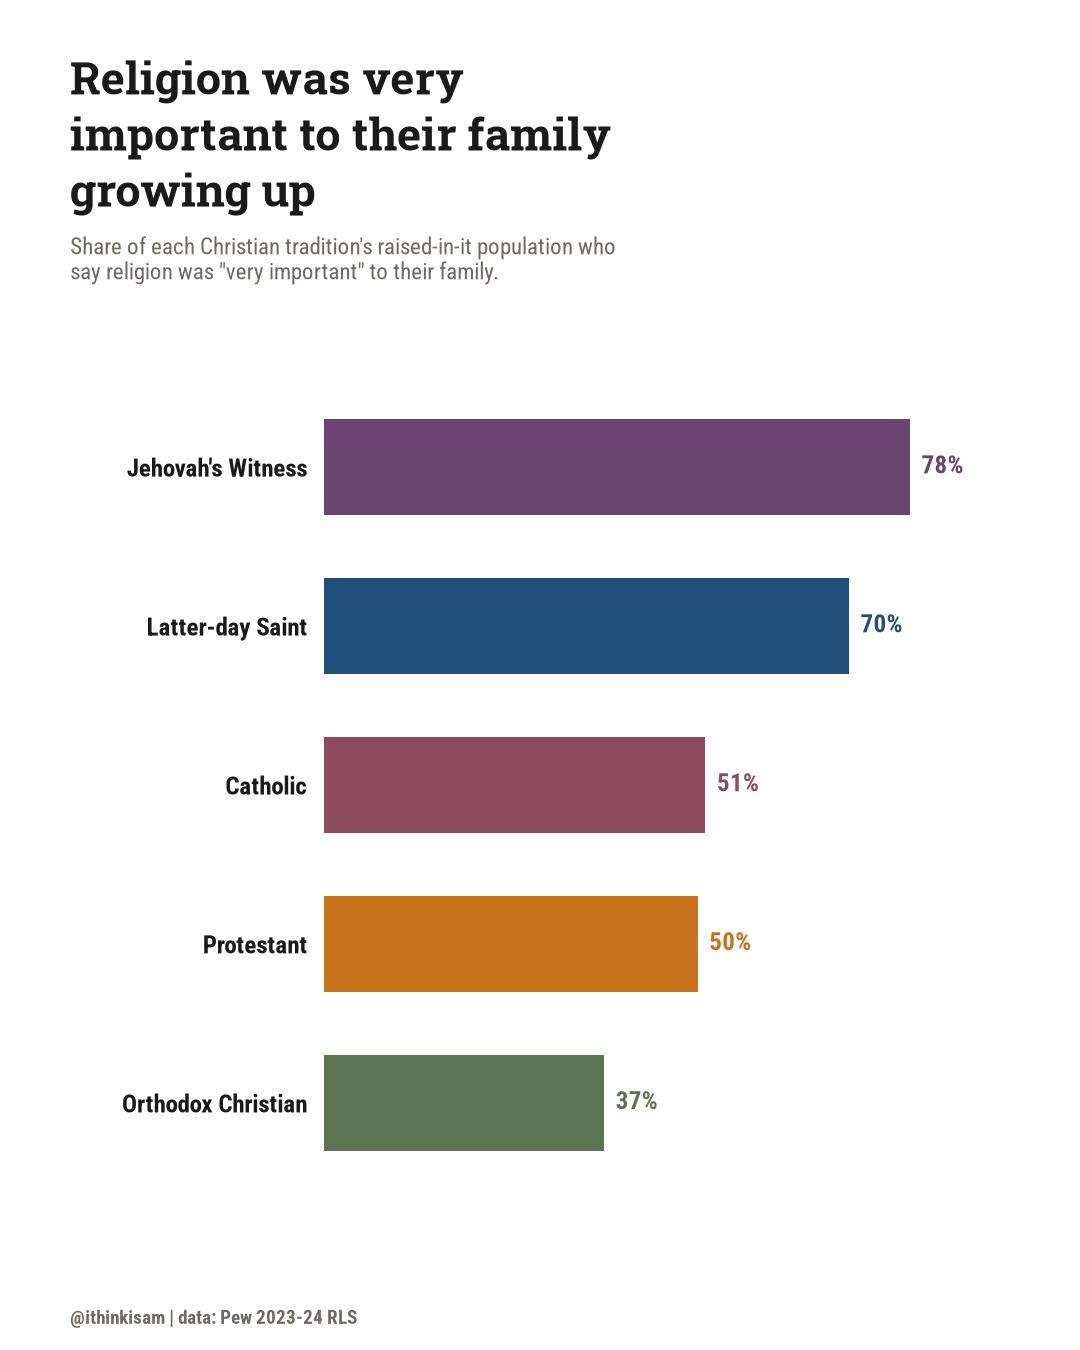 Religion was very
important to their family
growing up
Share of each Christian tradition's raised-in-it population who
say religion was "very important" to their family.
Jehovah's Witness
78%
Latter-day Saint
70%
Catholic
51%
Protestant
50%
Orthodox Christian
37%
@ithinkisam | data: Pew 2023-24 RLS